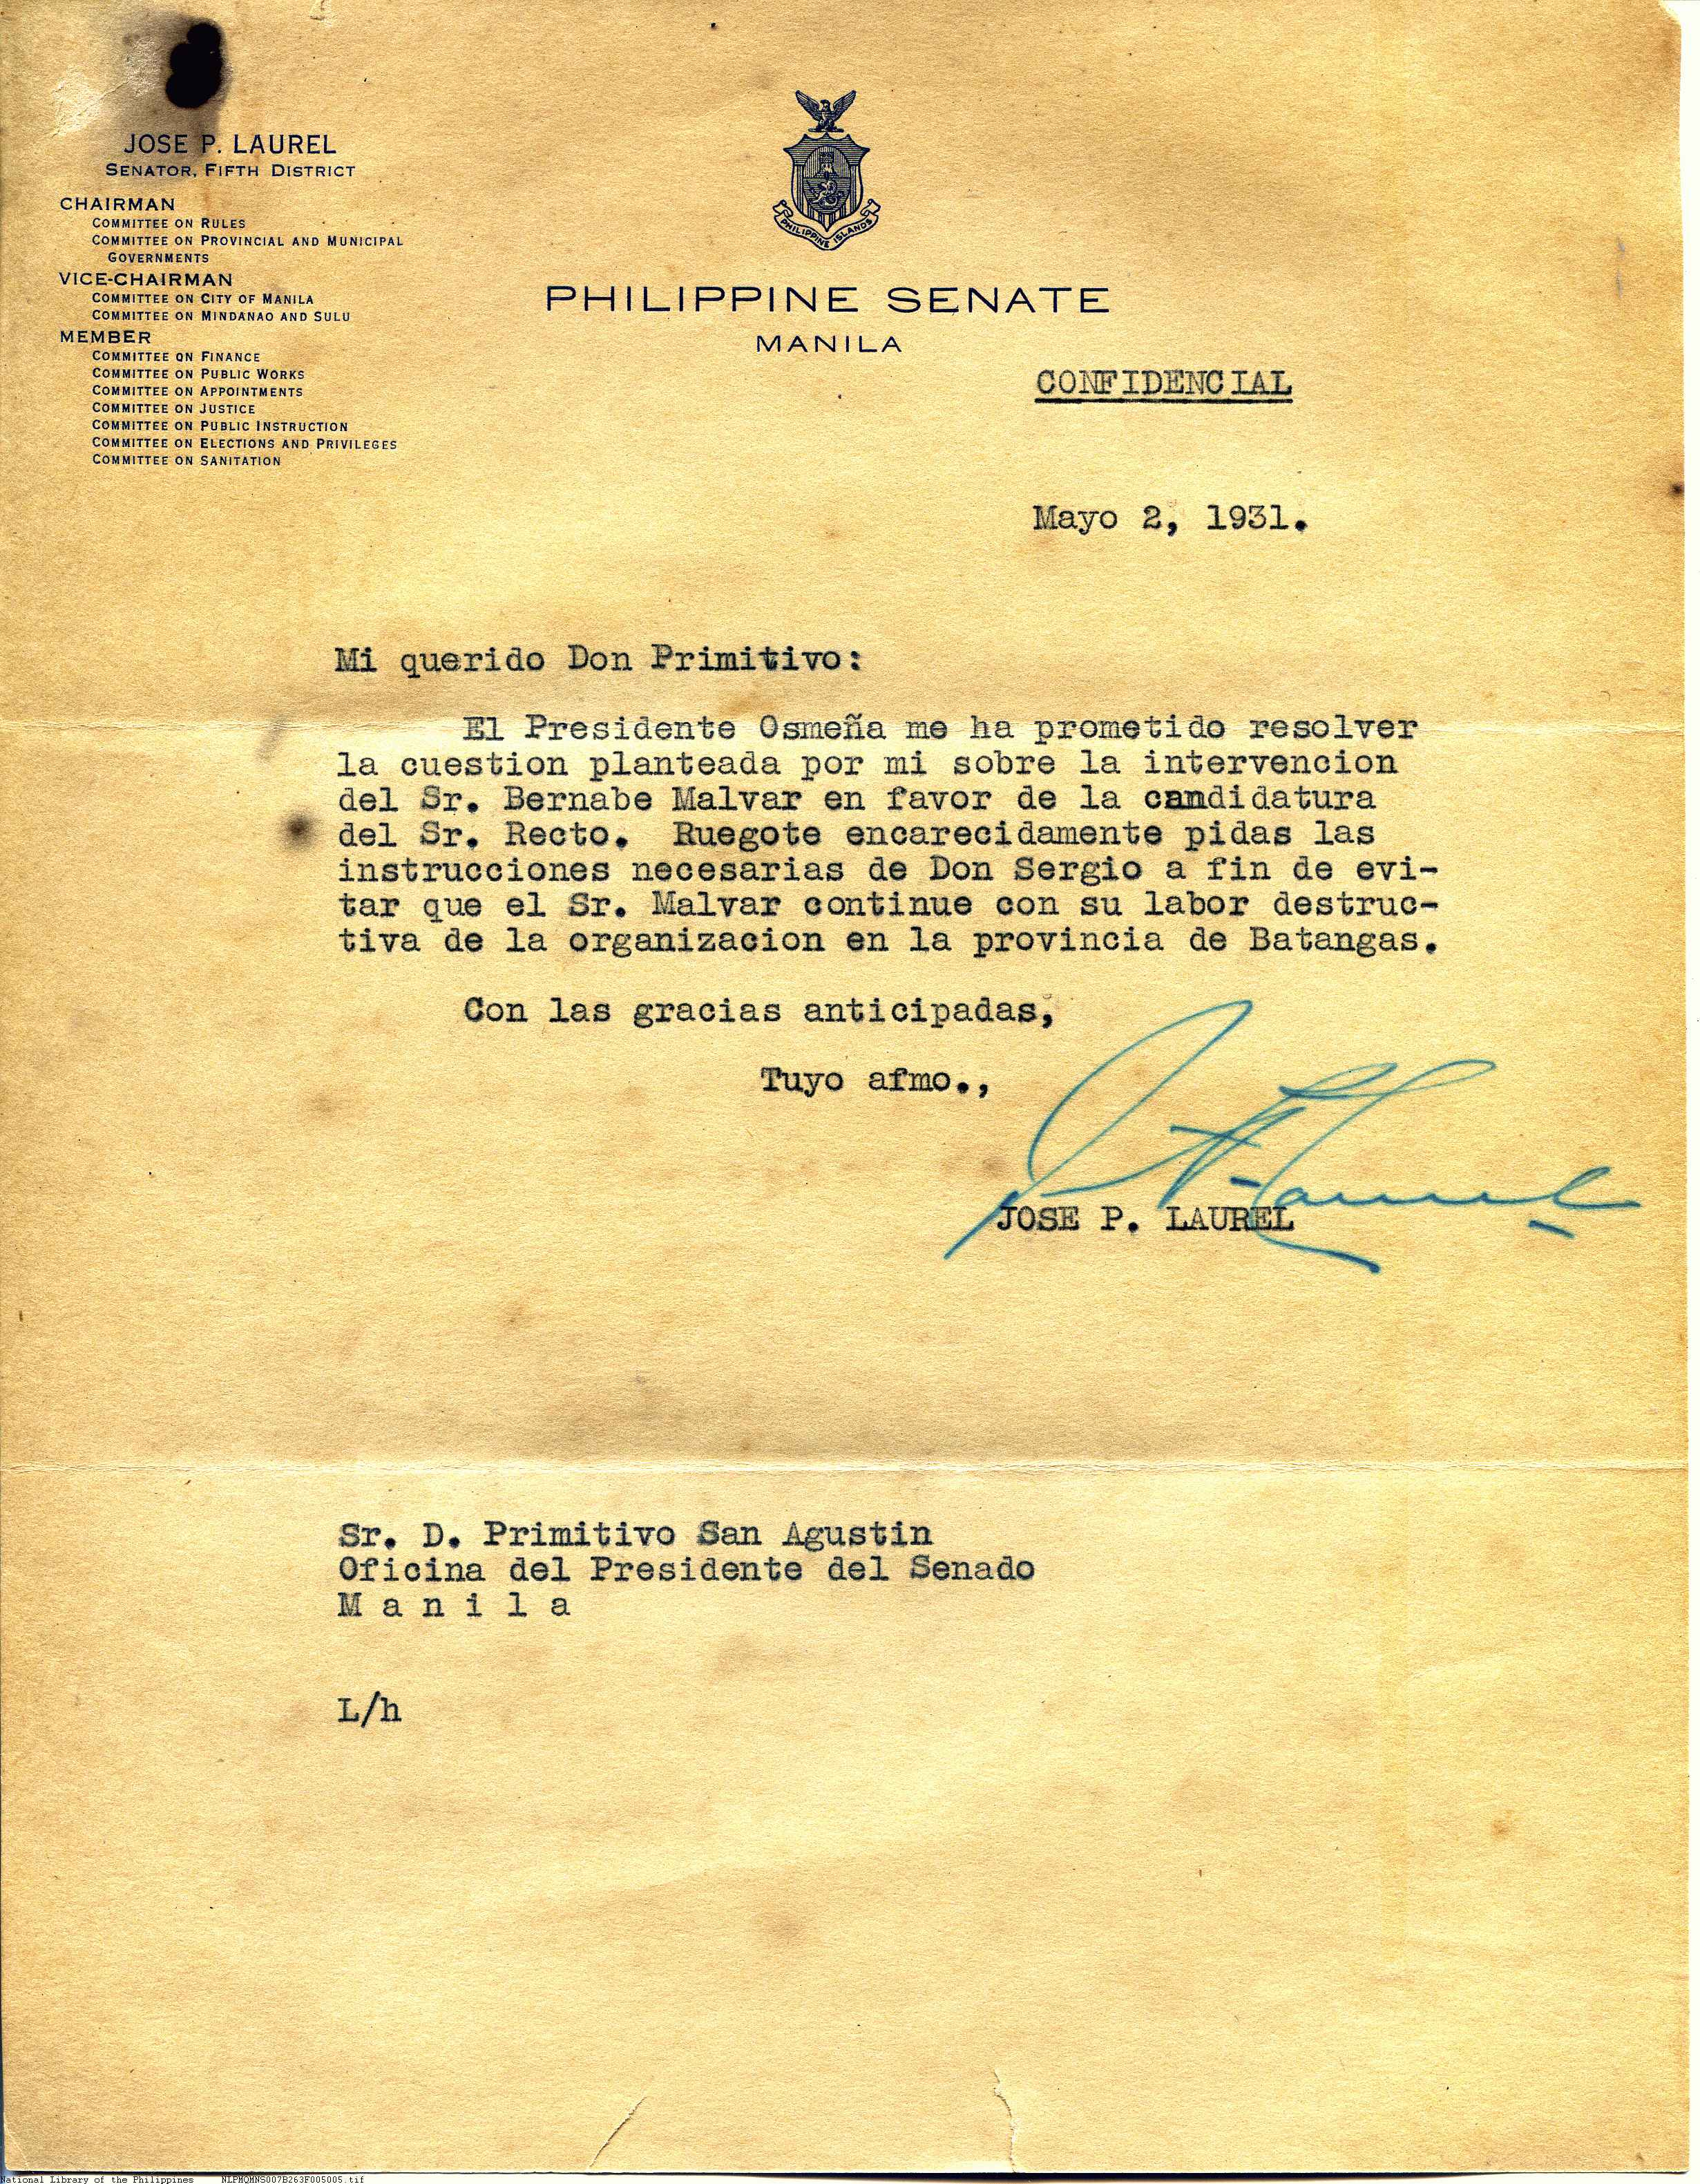 JOSE P. LAUREL
SENATOR, FIFTH DISTRICT
CHAIRMAN
COMMITTEE ON RULES
COMMITTEE ON PROVINCIAL AND MUNICIPAL
GOVERNMENTS
VICE-CHAIRMAN
COMMITTEE ON CITY OF MANILA
COMMITTEE ON MINDANAO AND SULU
MEMBER
COMMITTEE ON FINANCE
COMMITTEE ON PUBLIC WORKS
COMMITTEE ON APPOINTMENTS
COMMITTEE ON JUSTICE
COMMITTEE ON PUBLIC INSTRUCTION
COMMITTEE ON ELECTIONS AND PRIVILEGES
COMMITTEE ON SANITATION
PHILIPPINE ISLANDS
PHILIPPINE SENATE
MANILA
CONFIDENCIAL
Mayo 2, 1931.
Mi querido Don Primitivo:
El Presidente Osmeña me ha prometido resolver
la cuestion planteada por mi sobre la intervencion
del Sr. Bernabe Malvar en favor de la candidatura
del Sr. Recto. Ruegote encarecidamente pidas las
instrucciones necesarias de Don Sergio a fin de evi-
tar que el Sr. Malvar continue con su labor destruc-
tiva de la organizacion en la provincia de Batangas.
Con las gracias anticipadas,
Tuyo afmo.,
JOSE P. LAUREL
Sr. D. Primitivo San Agustin
Oficina del Presidente del Senado
M a n i l a
L/h
National Library of the Philippines NLPMQMNS007B263F005005.tif